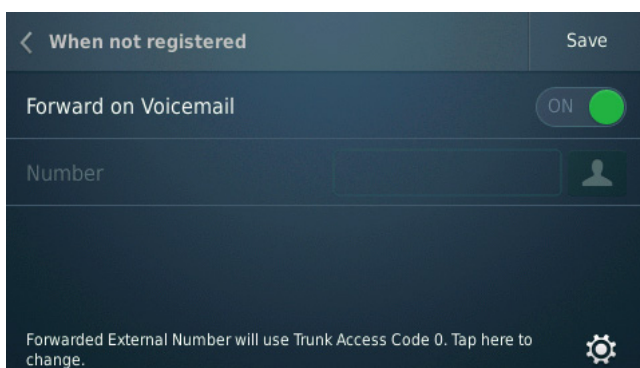 When not registered
Save
Forward on Voicemail
ON
Number
Forwarded External Number will use Trunk Access Code 0. Tap here to
change.